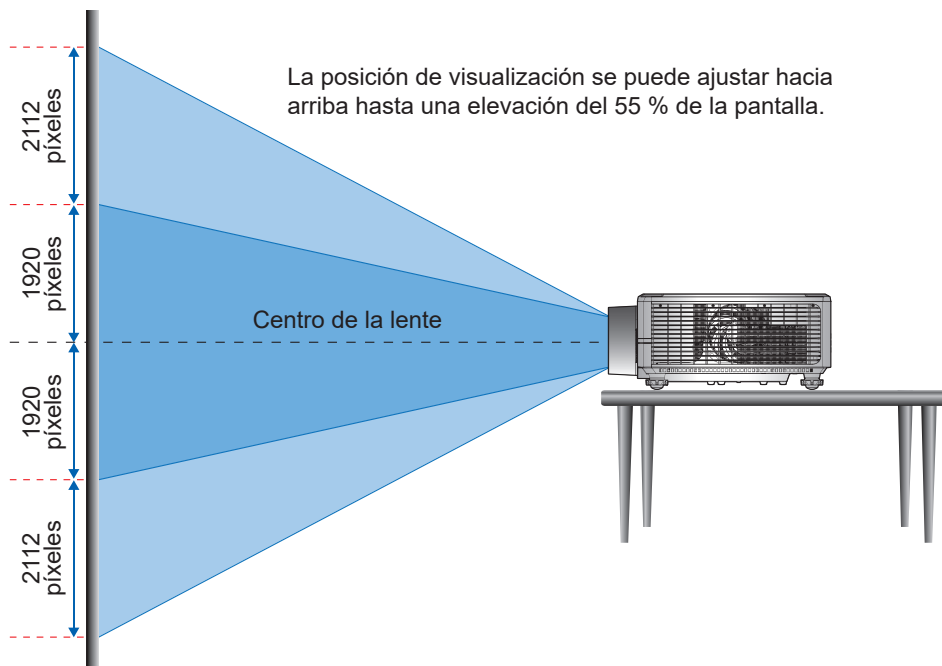 La posición de visualización se puede ajustar hacia
arriba hasta una elevación del 55 % de la pantalla.
2112
píxeles
1920
píxeles
Centro de la lente
1920
píxeles
2112
píxeles